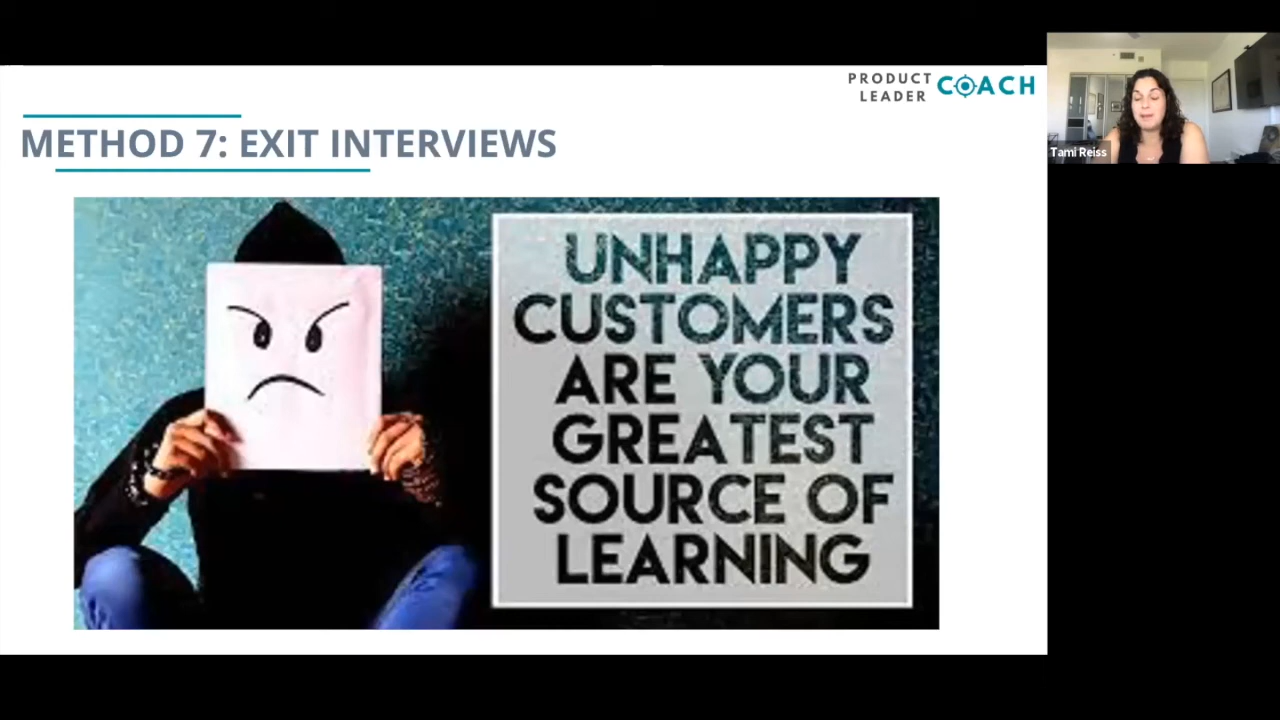 PRODUCT
LEADER
COACH
METHOD 7: EXIT INTERVIEWS
UNHAPPY
CUSTOMERS
ARE YOUR
GREATEST
SOURCE OF
LEARNING
Tami Reiss